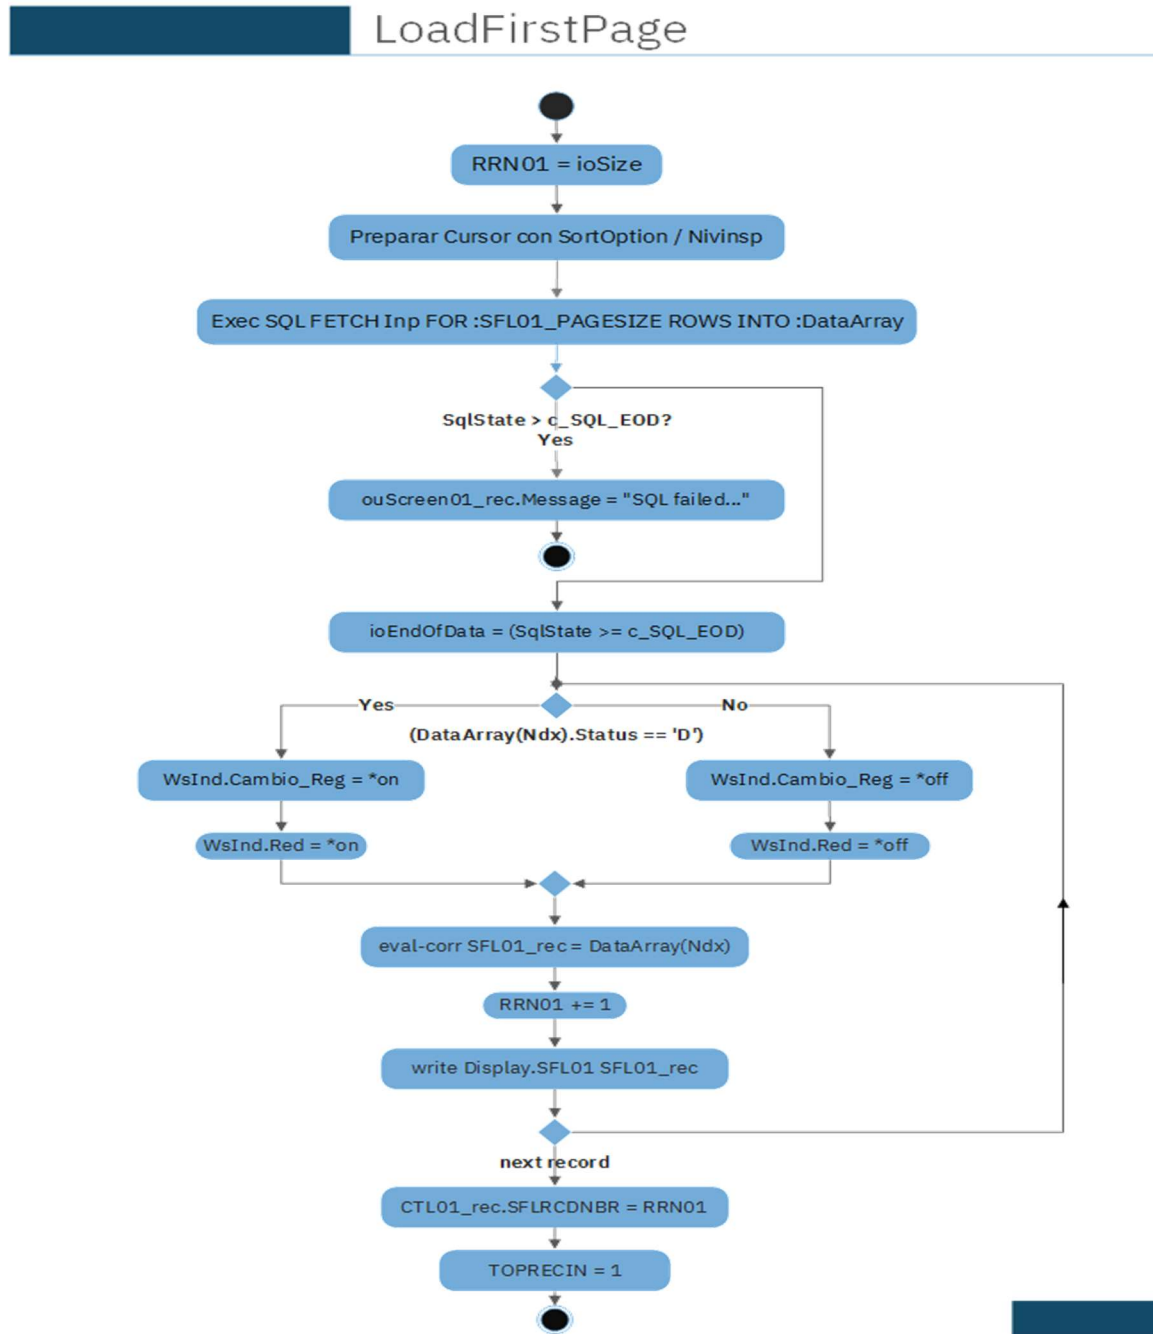 LoadFirstPage
RRN01 = ioSize
Preparar Cursor con SortOption / Nivinsp
Exec SQL FETCH Inp FOR :SFL01_PAGESIZE ROWS INTO :DataArray
SqlState > c_SQL_EOD?
Yes
ouScreen01_rec.Message = "SQL failed..."
ioEndOfData = (SqlState >= c_SQL_EOD)
Yes
No
(DataArray(Ndx).Status == 'D')
WsInd.Cambio_Reg = *on
WsInd.Cambio_Reg = *off
WsInd.Red = *on
WsInd.Red = *off
eval-corr SFL01_rec = DataArray(Ndx)
RRN01 += 1
write Display.SFL01 SFL01_rec
next record
CTL01_rec.SFLRCDNBR = RRN01
TOPRECIN = 1